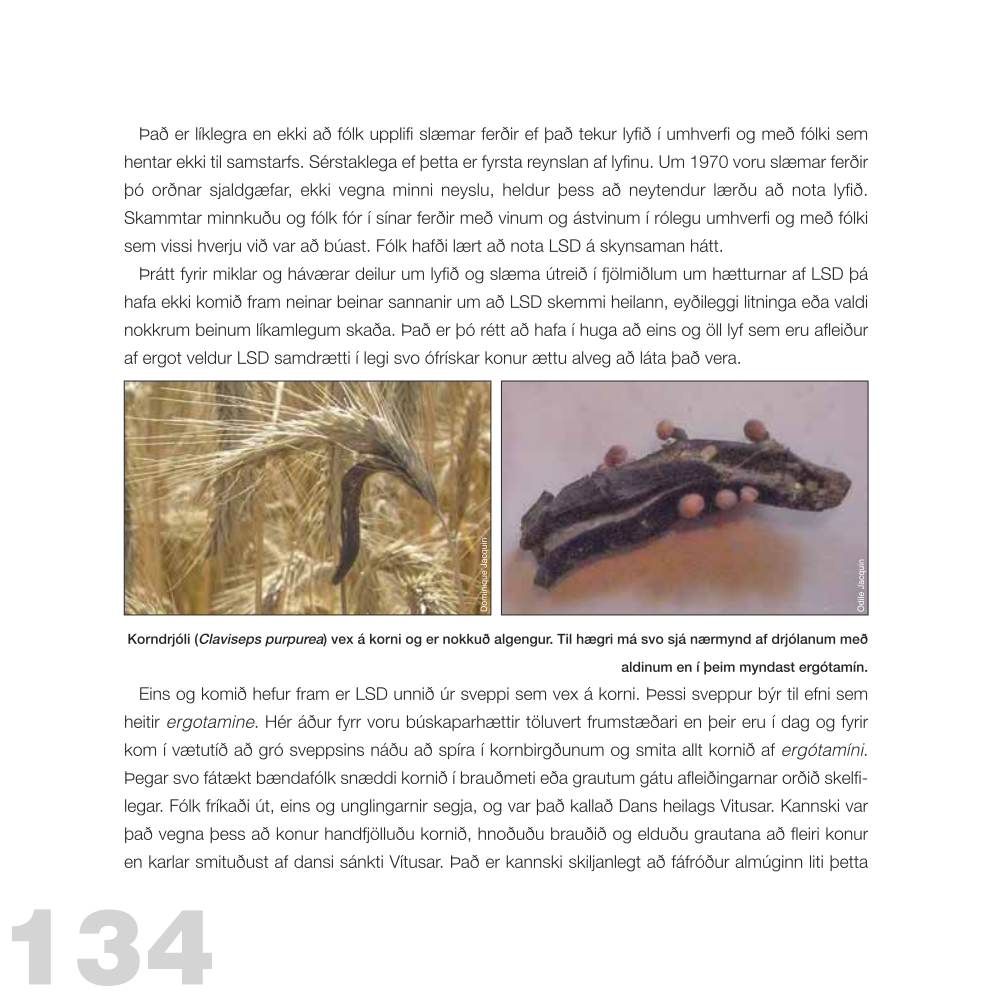 Það er líklegra en ekki að fólk upplifi slæmar ferðir ef það tekur lyfið í umhverfi og með fólki sem
hentar ekki til samstarfs. Sérstaklega ef þetta er fyrsta reynslan af lyfinu. Um 1970 voru slæmar ferðir
þó orðnar sjaldgæfar, ekki vegna minni neyslu, heldur þess að neytendur lærðu að nota lyfið.
Skammtar minnkuðu og fólk fór í sínar ferðir með vinum og ástvinum í rólegu umhverfi og með fólki
sem vissi hverju við var að búast. Fólk hafði lært að nota LSD á skynsaman hátt.
Þrátt fyrir miklar og háværar deilur um lyfið og slæma útreið í fjölmiðlum um hætturnar af LSD þá
hafa ekki komið fram neinar beinar sannanir um að LSD skemmi heilann, eyðileggi litninga eða valdi
nokkrum beinum líkamlegum skaða. Það er þó rétt að hafa í huga að eins og öll lyf sem eru afleiður
af ergot veldur LSD samdrætti í legi svo ófrískar konur ættu alveg að láta það vera.
Dominique Jacquin
Odile Jacquin
Korndrjóli (Claviseps purpurea) vex á korni og er nokkuð algengur. Til hægri má svo sjá nærmynd af drjólanum með
aldinum en í þeim myndast ergótamín.
Eins og komið hefur fram er LSD unnið úr sveppi sem vex á korni. Þessi sveppur býr til efni sem
heitir ergotamine. Hér áður fyrr voru búskaparhættir töluvert frumstæðari en þeir eru í dag og fyrir
kom í vætutíð að gró sveppsins náðu að spíra í kornbirgðunum og smita allt kornið af ergótamíni.
Þegar svo fátækt bændafólk snæddi kornið í brauðmeti eða grautum gátu afleiðingarnar orðið skelfi-
legar. Fólk fríkaði út, eins og unglingarnir segja, og var það kallað Dans heilags Vitusar. Kannski var
það vegna þess að konur handfjölluðu kornið, hnoðuðu brauðið og elduðu grautana að fleiri konur
en karlar smituðust af dansi sánkti Vítusar. Það er kannski skiljanlegt að fáfróður almúginn liti þetta
134